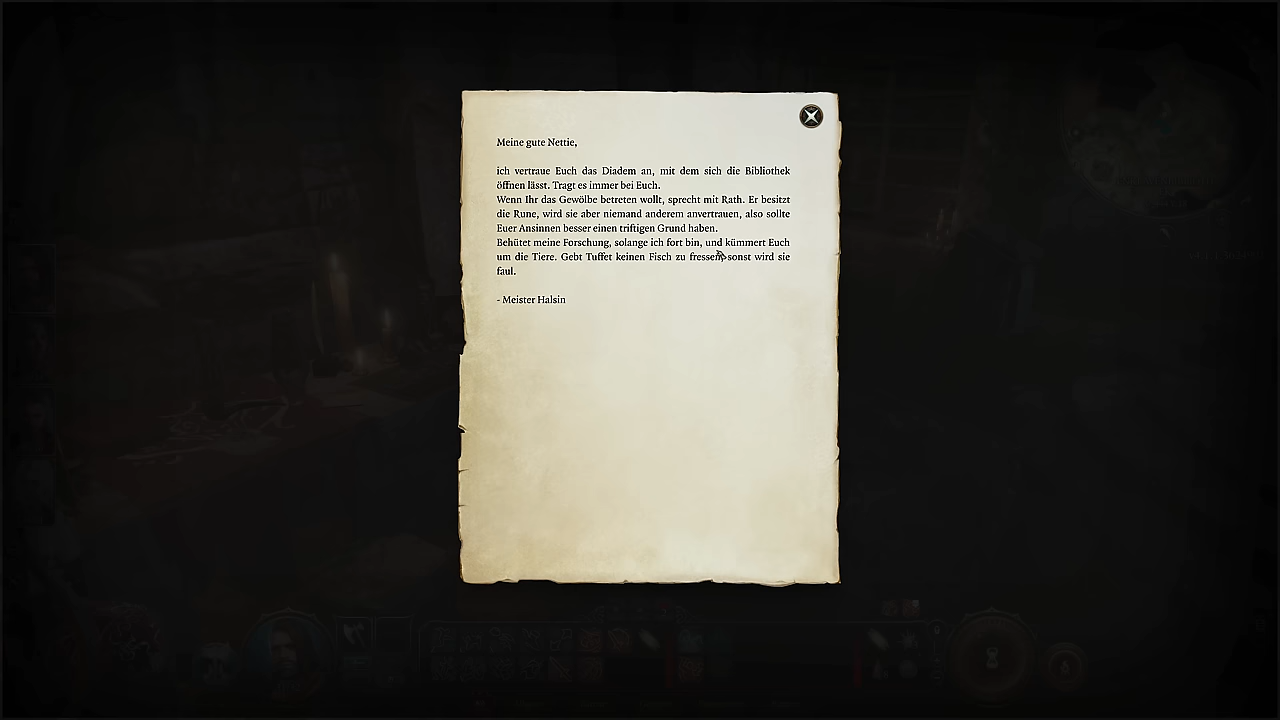 Meine gute Nettie,
ich vertraue Euch das Diadem an, mit dem sich die Bibliothek
öffnen lässt. Tragt es immer bei Euch.
Wenn Ihr das Gewölbe betreten wollt, sprecht mit Rath. Er besitzt
die Rune, wird sie aber niemand anderem anvertrauen, also sollte
Euer Ansinnen besser einen triftigen Grund haben.
Behütet meine Forschung, solange ich fort bin, und kümmert Euch
um die Tiere. Gebt Tuffet keinen Fisch zu fressen, sonst wird sie
faul.
- Meister Halsin